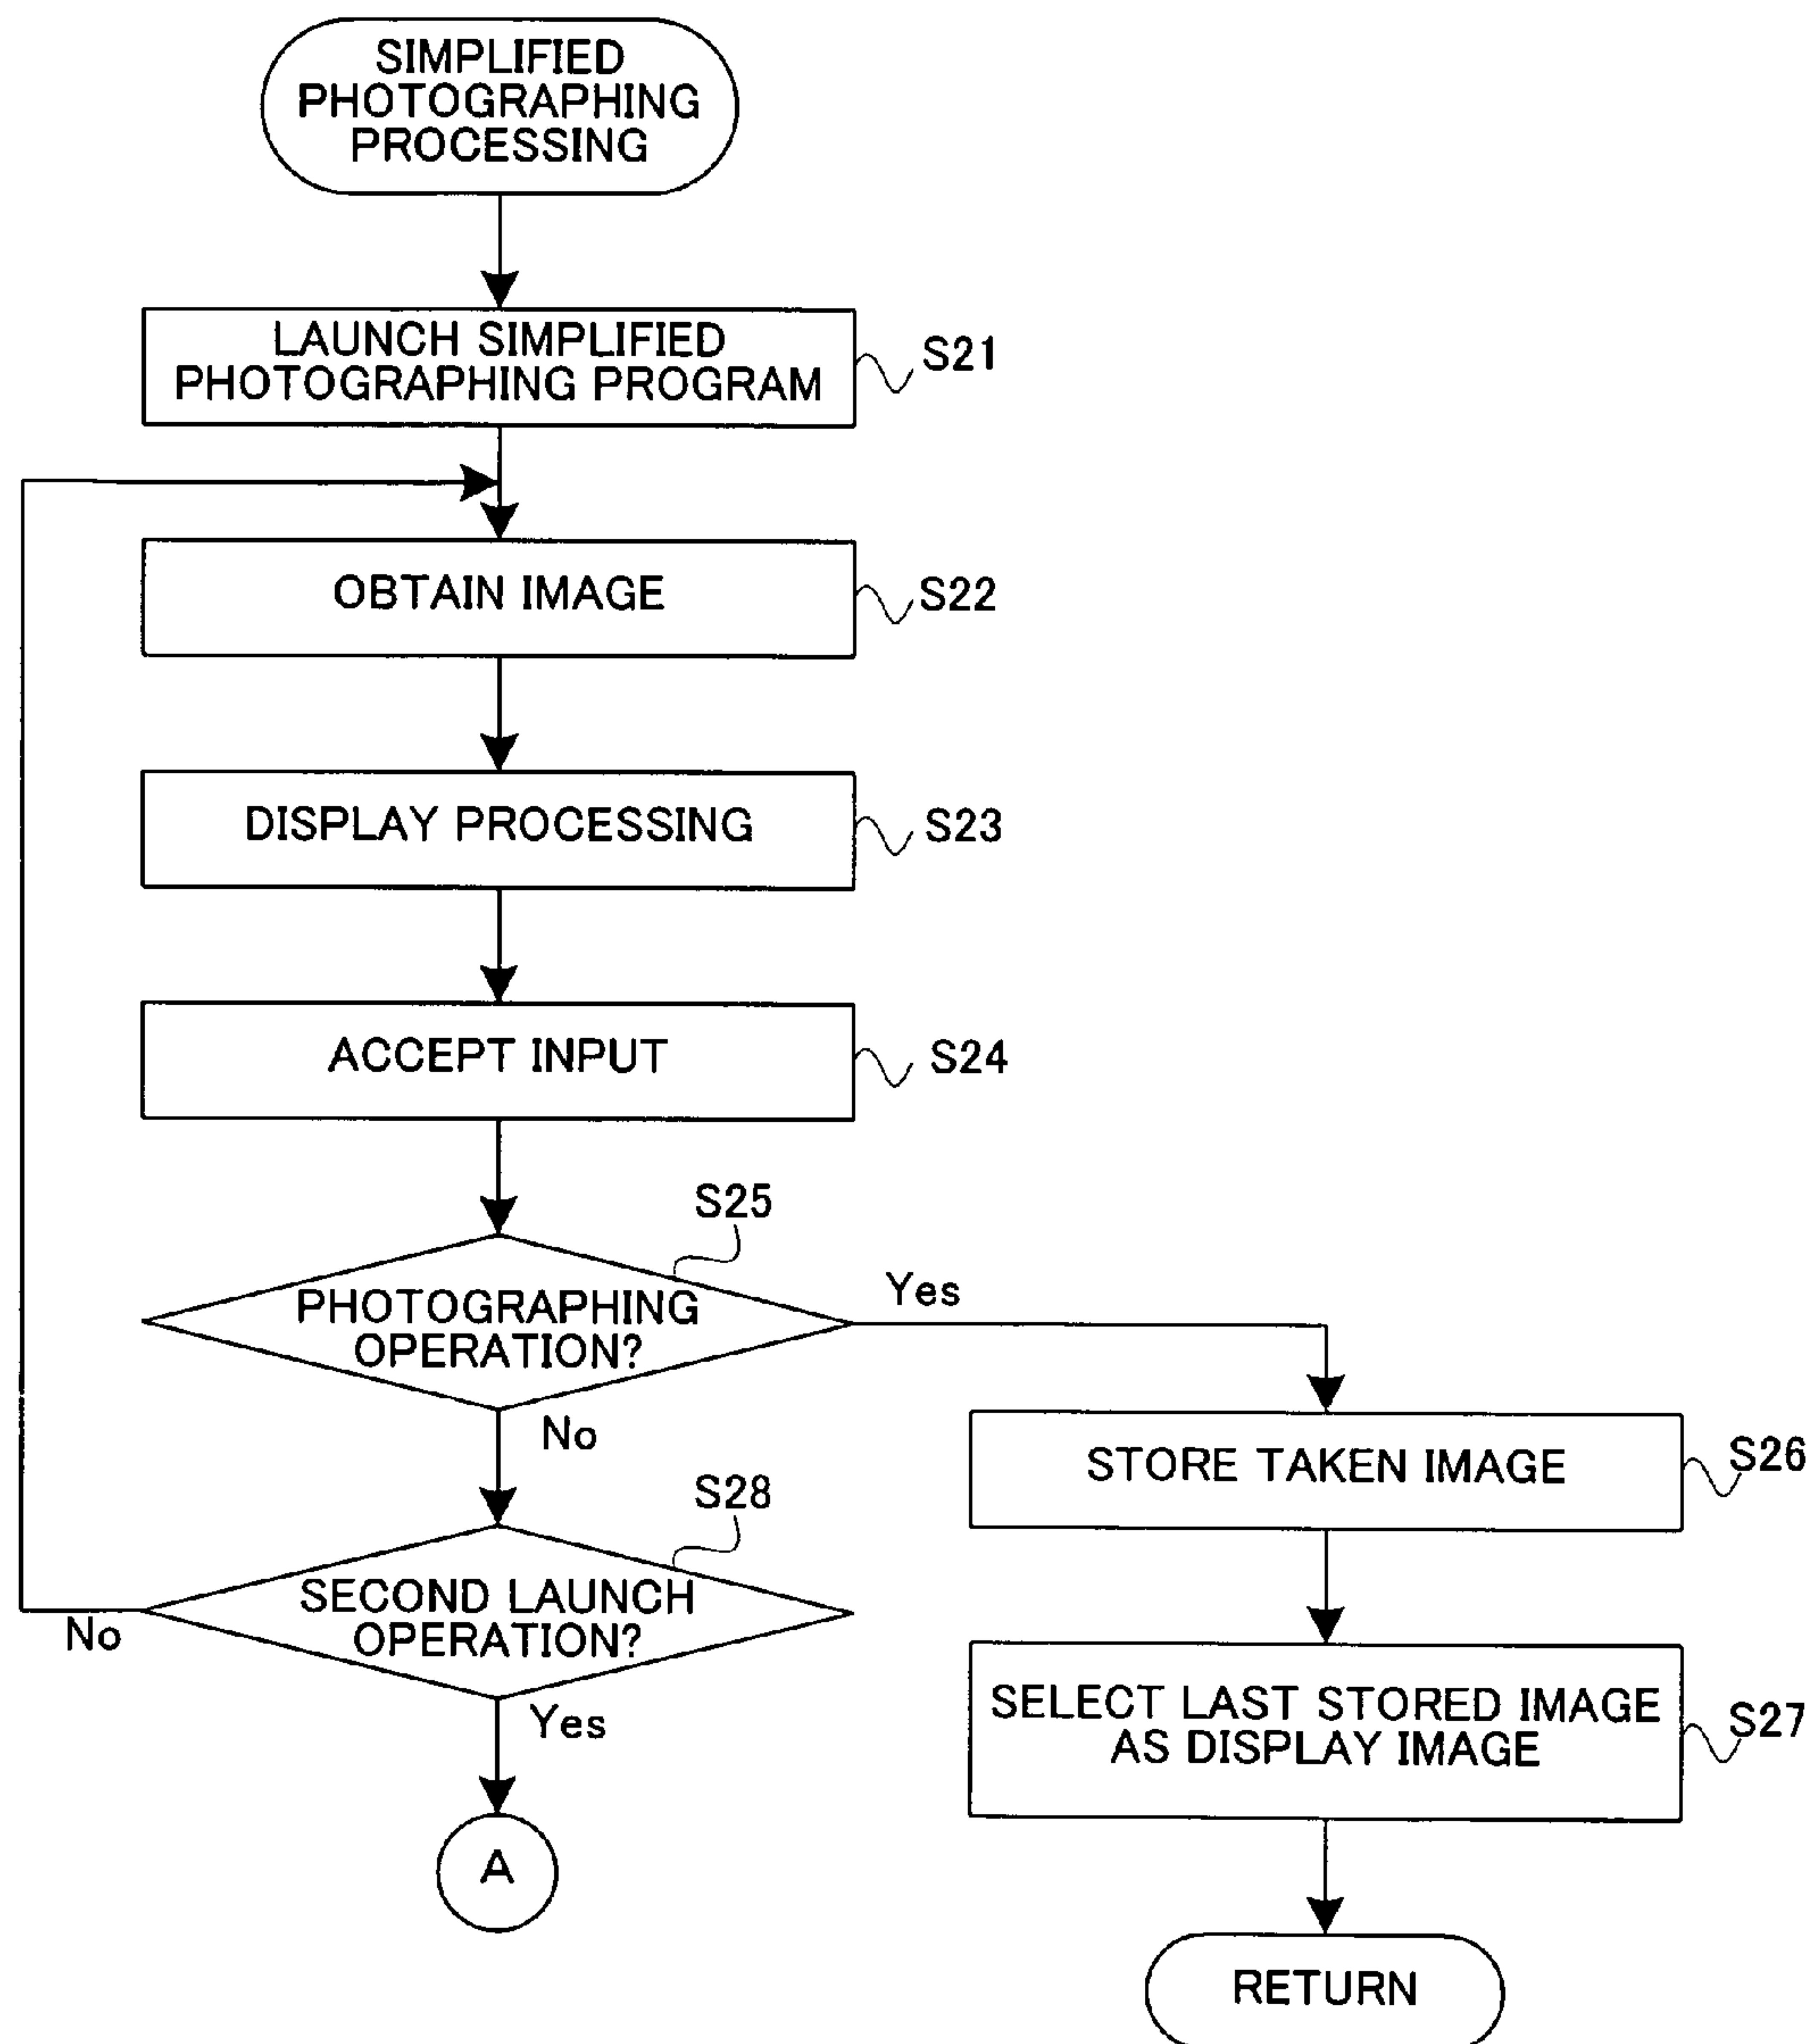 SIMPLIFIED
PHOTOGRAPHING
PROCESSING
LAUNCH SIMPLIFIED
PHOTOGRAPHING PROGRAM
S21
OBTAIN IMAGE
S22
DISPLAY PROCESSING
S23
ACCEPT INPUT
S24
S25
PHOTOGRAPHING
OPERATION?
Yes
No
STORE TAKEN IMAGE
S26
S28
SECOND LAUNCH
OPERATION?
No
Yes
SELECT LAST STORED IMAGE
AS DISPLAY IMAGE
S27
A
RETURN